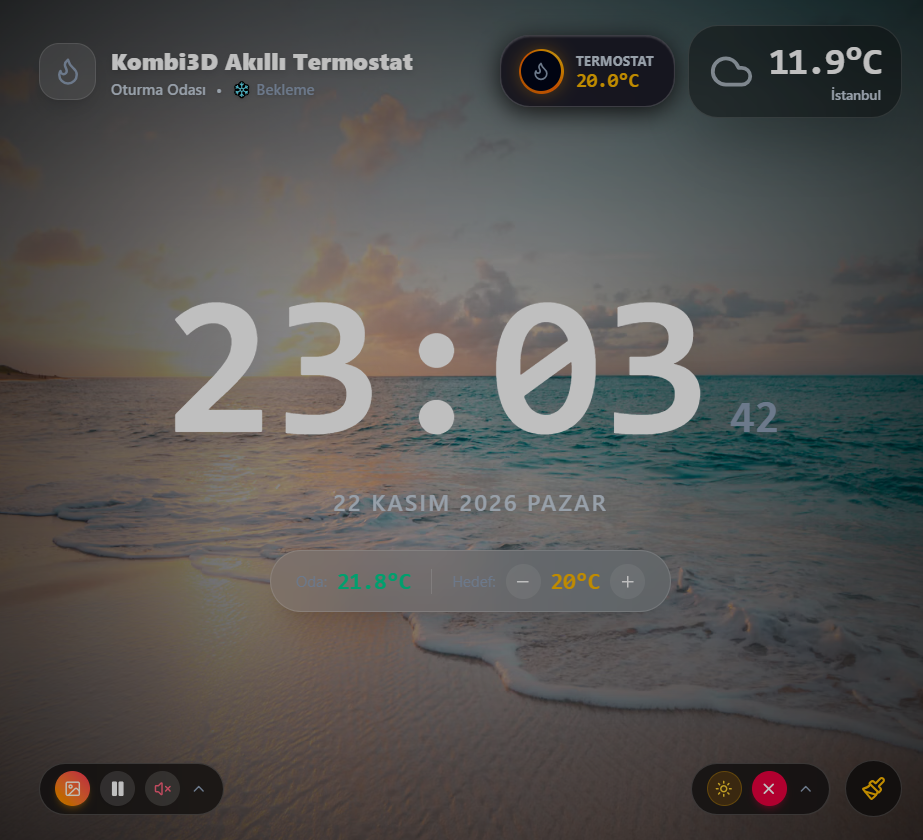 Kombi3D Akıllı Termostat
Oturma Odası • Bekleme
TERMOSTAT
20.0°C
11.9°C
İstanbul
23:03 42
22 KASIM 2026 PAZAR
Oda: 21.8°C Hedef: − 20°C +